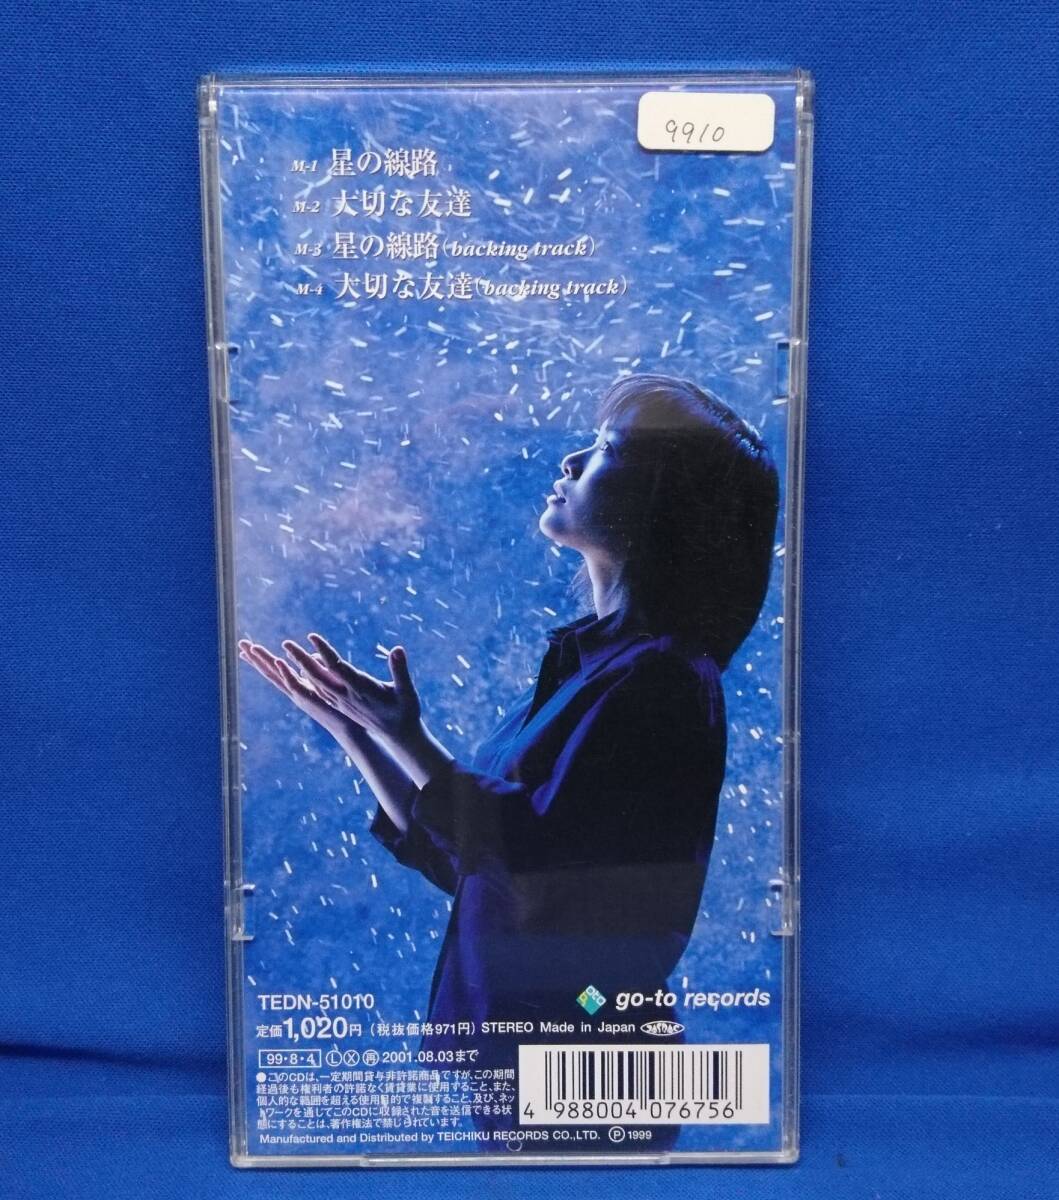 9910
M-1 星の線路
M-2 大切な友達
M-3 星の線路(backing track)
M-4 大切な友達(backing track)
TEDN-51010
goto go-to records
定価1,020円(税抜価格971円) STEREO Made in Japan JASRAC
99・8・4 Ⓛ Ⓧ ㊢ 2001.08.03まで
●このCDは、一定期間貸与非許諾商品ですが、この期間
経過後も権利者の許諾なく賃貸業に使用すること、また、
個人的な範囲を超える使用目的で複製すること、及び、ネッ
トワークを通じてこのCDに収録された音を送信できる状
態にすることは、著作権法で禁じられています。
4 988004 076756
Manufactured and Distributed by TEICHIKU RECORDS CO.,LTD. Ⓟ 1999